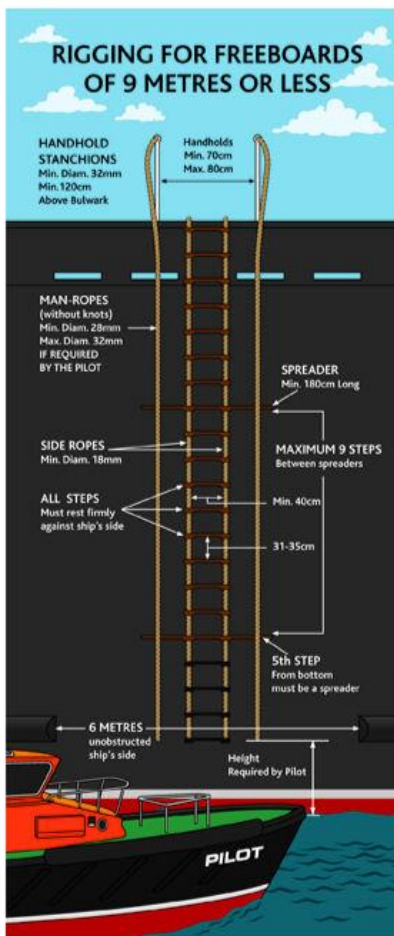 RIGGING FOR FREEBOARDS
OF 9 METRES OR LESS
HANDHOLD
STANCHIONS
Min. Diam. 32mm
Min. 120cm
Above Bulwark
Handholds
Min. 70cm
Max. 80cm
MAN-ROPES
(without knots)
Min. Diam. 28mm
Max. Diam. 32mm
IF REQUIRED
BY THE PILOT
SPREADER
Min. 180cm Long
SIDE ROPES
Min. Diam. 18mm
MAXIMUM 9 STEPS
Between spreaders
ALL STEPS
Must rest firmly
against ship's side
Min. 40cm
31-35cm
5th STEP
From bottom
must be a spreader
6 METRES
unobstructed
ship's side
Height
Required by Pilot
PILOT